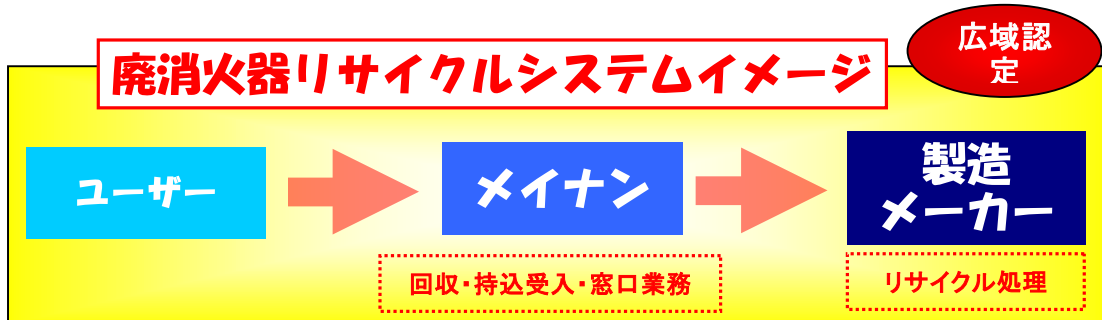 広域認
定
廃消火器リサイクルシステムイメージ
ユーザー
メイナン
製造
メーカー
回収・持込受入・窓口業務
リサイクル処理